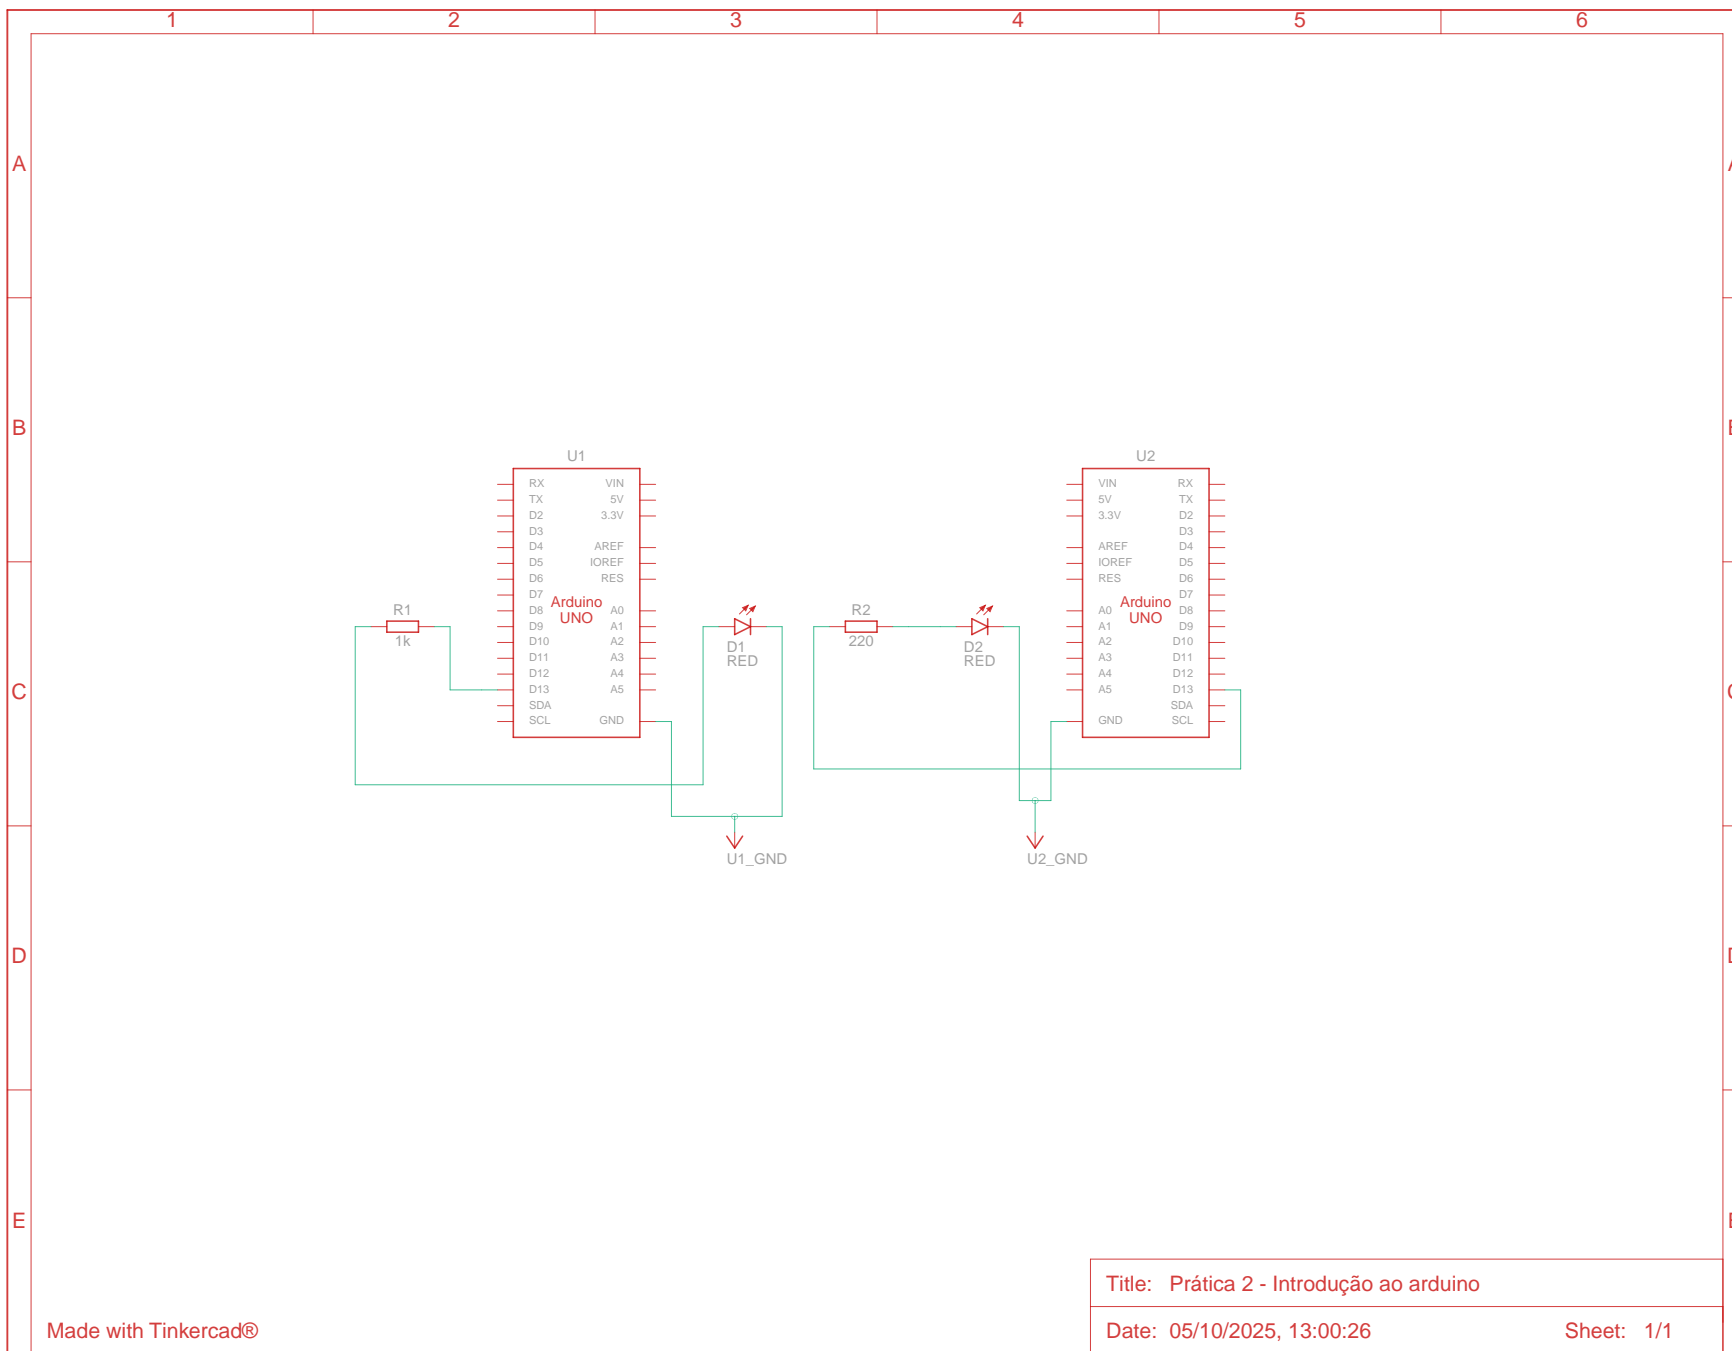 1 2 3 4 5 6
A
B
C
D
E
U1
RX VIN
TX 5V
D2 3.3V
D3
D4 AREF
D5 IOREF
D6 RES
D7
Arduino
UNO
D8 A0
D9 A1
D10 A2
D11 A3
D12 A4
D13 A5
SDA
SCL GND
R1
1k
D1
RED
U1_GND
R2
220
D2
RED
U2_GND
U2
VIN RX
5V TX
3.3V D2
D3
AREF D4
IOREF D5
RES D6
D7
Arduino
UNO
A0 D8
A1 D9
A2 D10
A3 D11
A4 D12
A5 D13
SDA
GND SCL
Made with Tinkercad®
Title: Prática 2 - Introdução ao arduino
Date: 05/10/2025, 13:00:26 Sheet: 1/1